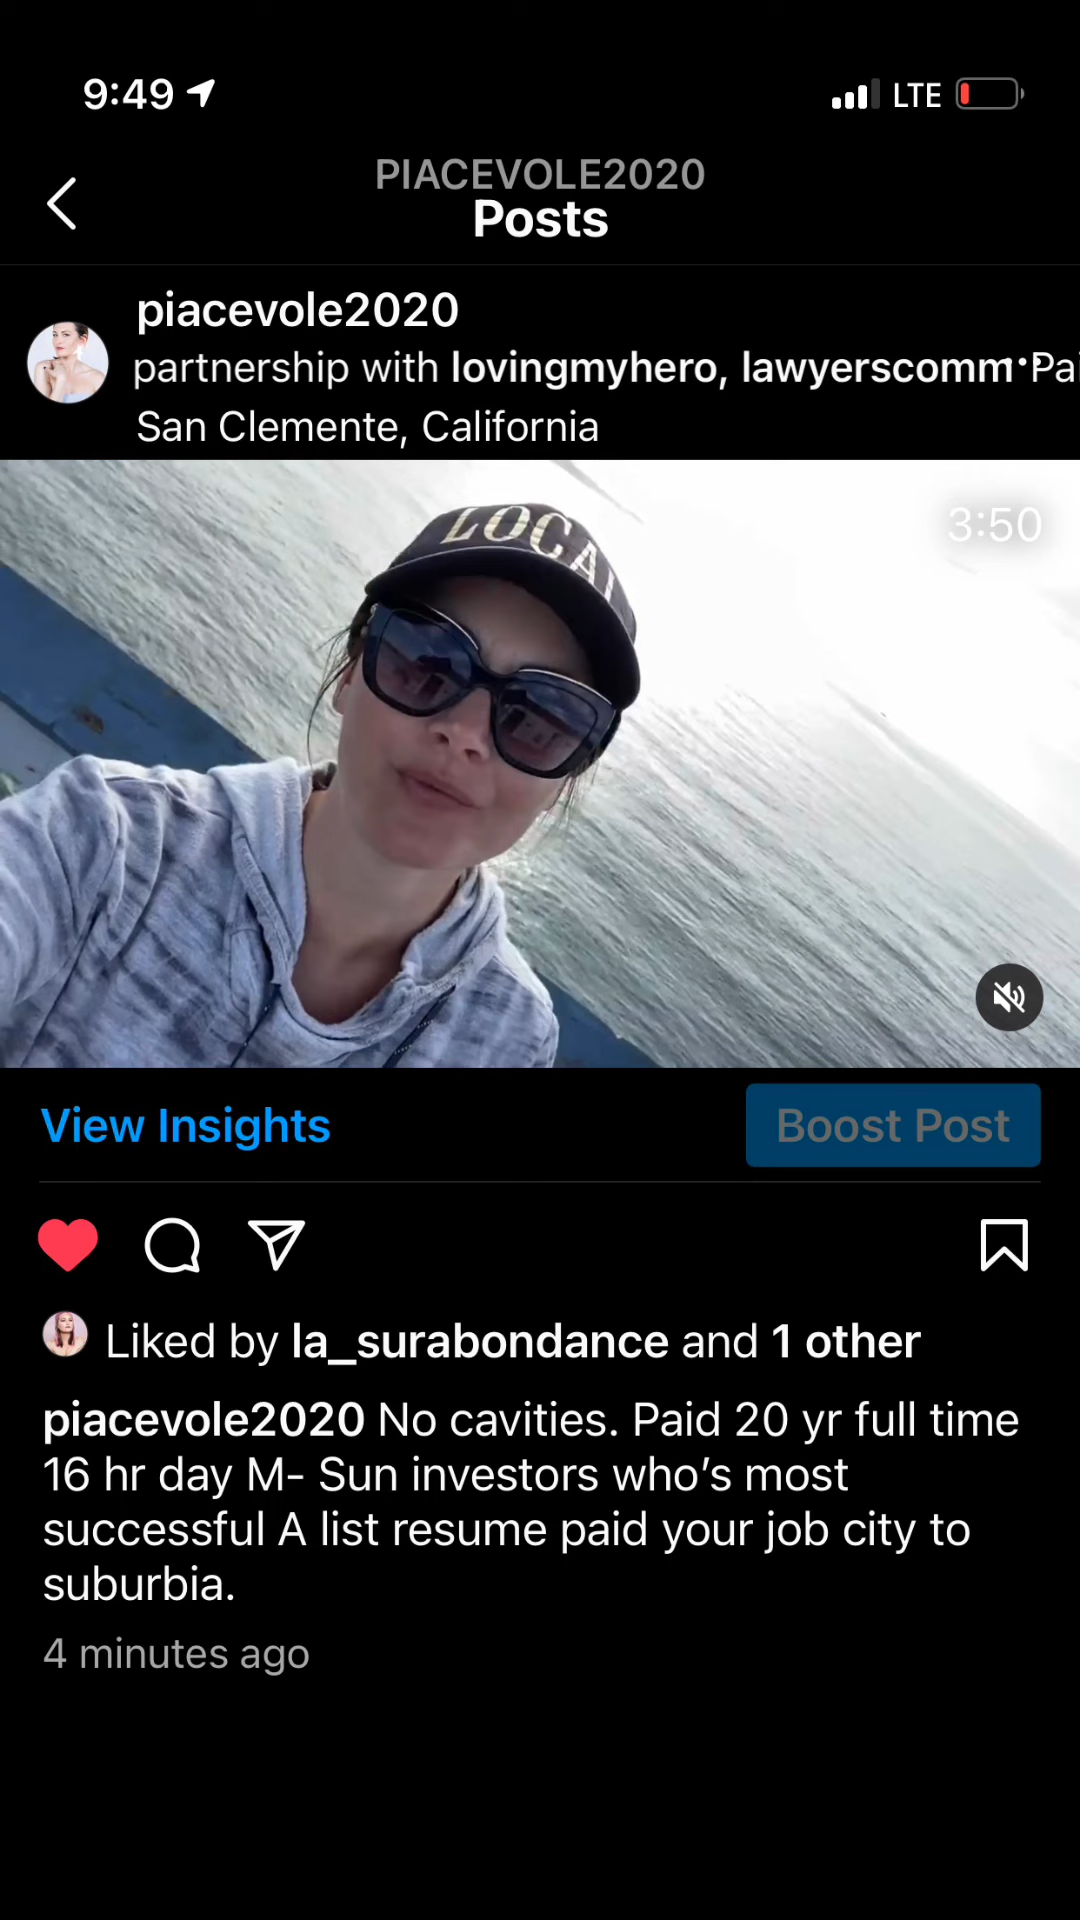 9:49
LTE
PIACEVOLE2020
Posts
piacevole2020
partnership with lovingmyhero, lawyerscomm
San Clemente, California
LOCAL
3:50
View Insights
Boost Post
Liked by la_surabondance and 1 other
piacevole2020 No cavities. Paid 20 yr full time
16 hr day M- Sun investors who's most
successful A list resume paid your job city to
suburbia.
4 minutes ago